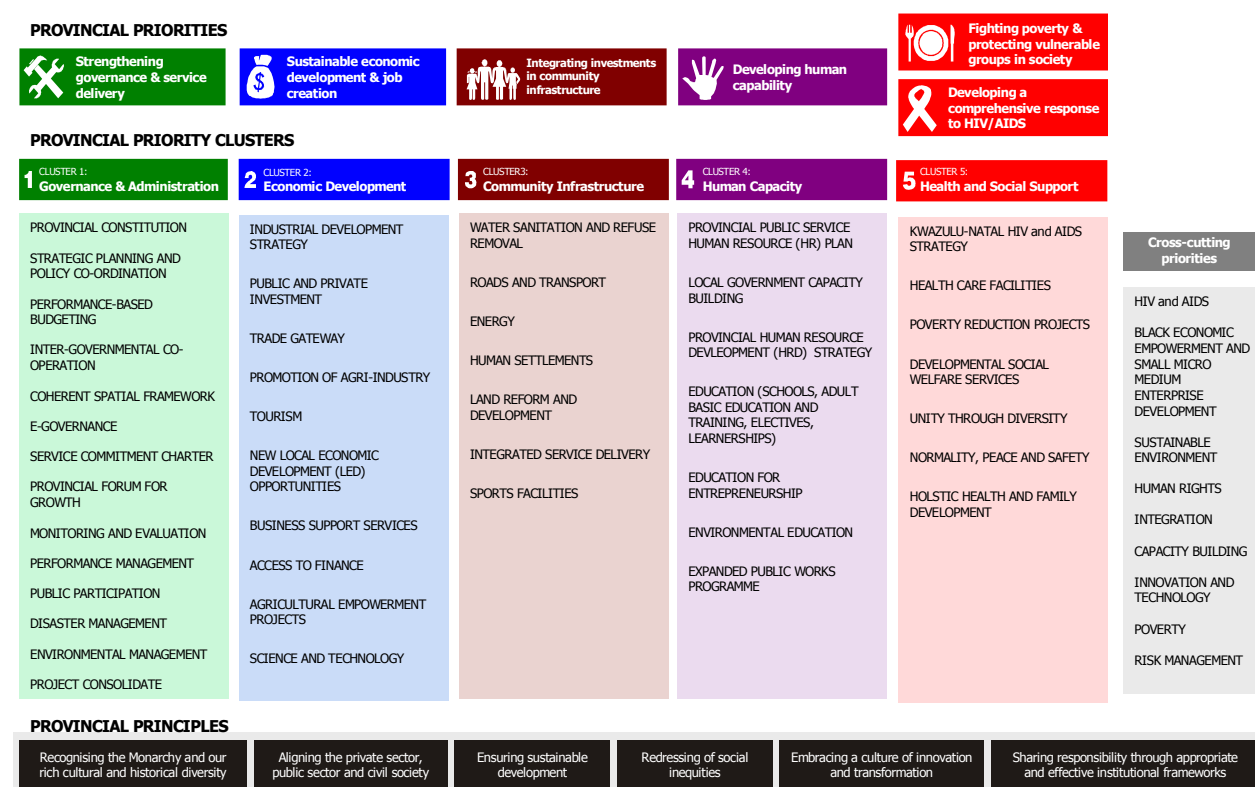 PROVINCIAL PRIORITIES
Strengthening
governance & service
delivery
Sustainable economic
development & job
creation
Integrating investments
in community
infrastructure
Developing human
capability
Fighting poverty &
protecting vulnerable
groups in society
Developing a
comprehensive response
to HIV/AIDS
PROVINCIAL PRIORITY CLUSTERS
1 CLUSTER 1:
Governance & Administration
PROVINCIAL CONSTITUTION
STRATEGIC PLANNING AND
POLICY CO-ORDINATION
PERFORMANCE-BASED
BUDGETING
INTER-GOVERNMENTAL CO-
OPERATION
COHERENT SPATIAL FRAMEWORK
E-GOVERNANCE
SERVICE COMMITMENT CHARTER
PROVINCIAL FORUM FOR
GROWTH
MONITORING AND EVALUATION
PERFORMANCE MANAGEMENT
PUBLIC PARTICIPATION
DISASTER MANAGEMENT
ENVIRONMENTAL MANAGEMENT
PROJECT CONSOLIDATE
2 CLUSTER 2:
Economic Development
INDUSTRIAL DEVELOPMENT
STRATEGY
PUBLIC AND PRIVATE
INVESTMENT
TRADE GATEWAY
PROMOTION OF AGRI-INDUSTRY
TOURISM
NEW LOCAL ECONOMIC
DEVELOPMENT (LED)
OPPORTUNITIES
BUSINESS SUPPORT SERVICES
ACCESS TO FINANCE
AGRICULTURAL EMPOWERMENT
PROJECTS
SCIENCE AND TECHNOLOGY
3 CLUSTER3:
Community Infrastructure
WATER SANITATION AND REFUSE
REMOVAL
ROADS AND TRANSPORT
ENERGY
HUMAN SETTLEMENTS
LAND REFORM AND
DEVELOPMENT
INTEGRATED SERVICE DELIVERY
SPORTS FACILITIES
4 CLUSTER 4:
Human Capacity
PROVINCIAL PUBLIC SERVICE
HUMAN RESOURCE (HR) PLAN
LOCAL GOVERNMENT CAPACITY
BUILDING
PROVINCIAL HUMAN RESOURCE
DEVLEOPMENT (HRD) STRATEGY
EDUCATION (SCHOOLS, ADULT
BASIC EDUCATION AND
TRAINING, ELECTIVES,
LEARNERSHIPS)
EDUCATION FOR
ENTREPRENEURSHIP
ENVIRONMENTAL EDUCATION
EXPANDED PUBLIC WORKS
PROGRAMME
5 CLUSTER 5:
Health and Social Support
KWAZULU-NATAL HIV and AIDS
STRATEGY
HEALTH CARE FACILITIES
POVERTY REDUCTION PROJECTS
DEVELOPMENTAL SOCIAL
WELFARE SERVICES
UNITY THROUGH DIVERSITY
NORMALITY, PEACE AND SAFETY
HOLSTIC HEALTH AND FAMILY
DEVELOPMENT
Cross-cutting
priorities
HIV and AIDS
BLACK ECONOMIC
EMPOWERMENT AND
SMALL MICRO
MEDIUM
ENTERPRISE
DEVELOPMENT
SUSTAINABLE
ENVIRONMENT
HUMAN RIGHTS
INTEGRATION
CAPACITY BUILDING
INNOVATION AND
TECHNOLOGY
POVERTY
RISK MANAGEMENT
PROVINCIAL PRINCIPLES
Recognising the Monarchy and our
rich cultural and historical diversity
Aligning the private sector,
public sector and civil society
Ensuring sustainable
development
Redressing of social
inequities
Embracing a culture of innovation
and transformation
Sharing responsibility through appropriate
and effective institutional frameworks